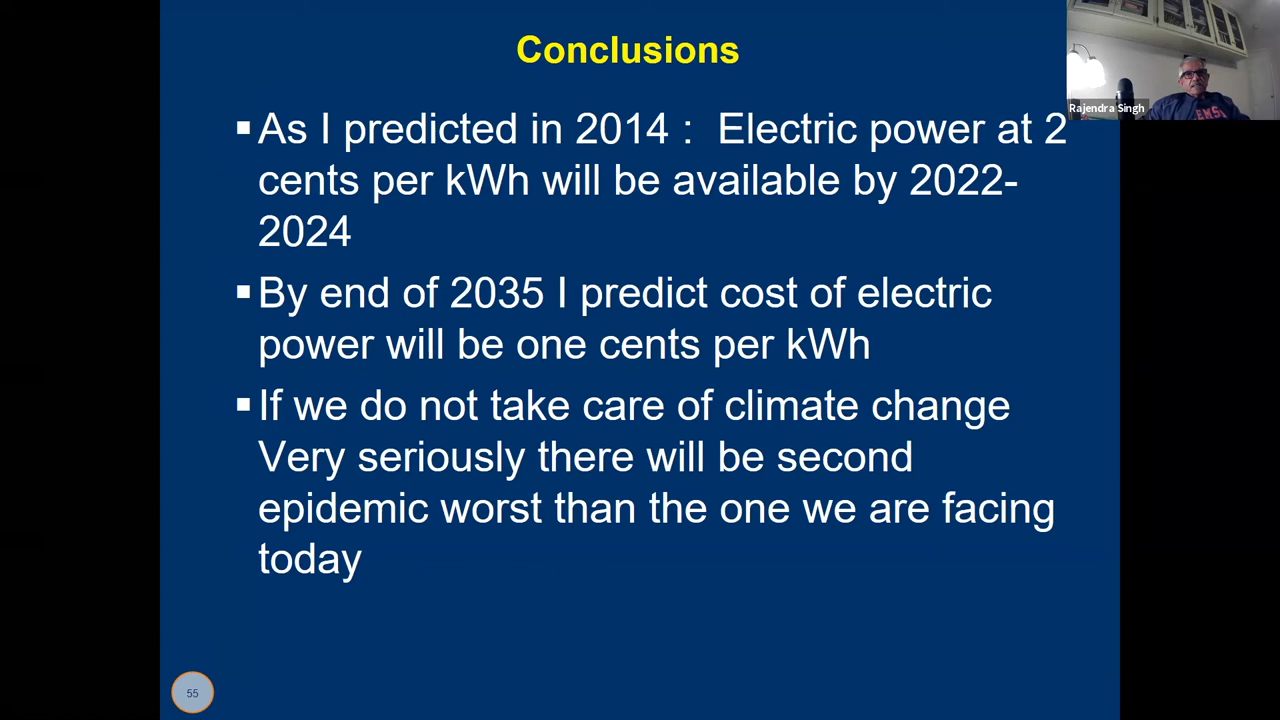 Conclusions
▪As I predicted in 2014 : Electric power at 2
cents per kWh will be available by 2022-
2024
▪By end of 2035 I predict cost of electric
power will be one cents per kWh
▪If we do not take care of climate change
Very seriously there will be second
epidemic worst than the one we are facing
today
55
Rajendra Singh